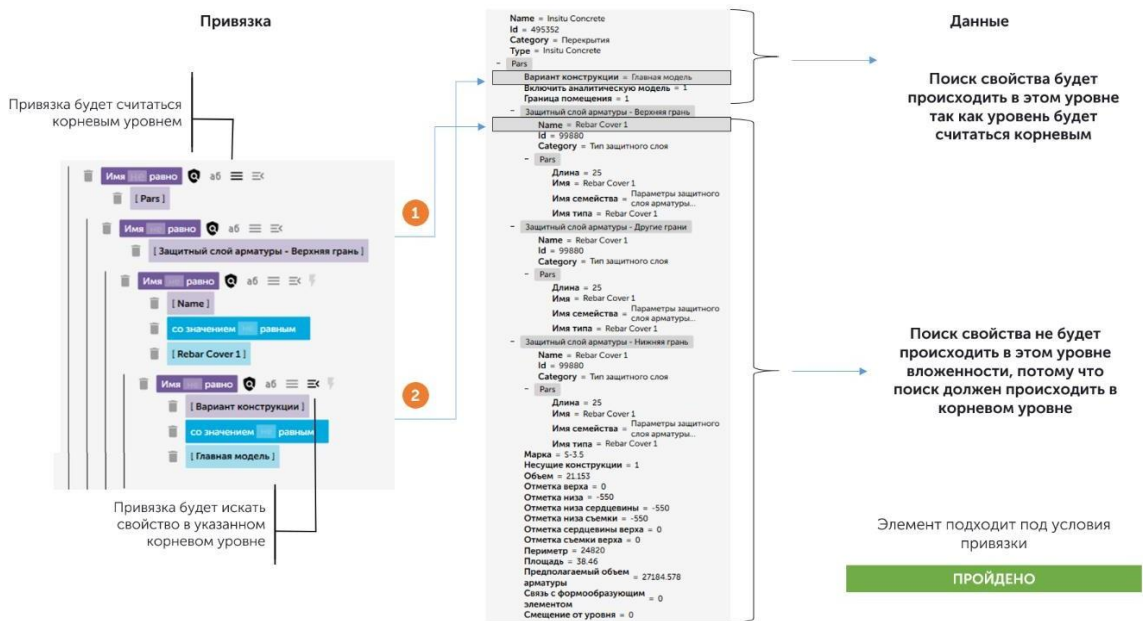 Привязка
Привязка будет считаться
корневым уровнем
Имя не равно аб
[ Pars ]
Имя не равно аб
[ Защитный слой арматуры - Верхняя грань ]
Имя не равно аб
[ Name ]
со значением не равным
[ Rebar Cover 1 ]
Имя не равно аб
[ Вариант конструкции ]
со значением не равным
[ Главная модель ]
Привязка будет искать
свойство в указанном
корневом уровне
1
2
Name = Insitu Concrete
Id = 495352
Category = Перекрытия
Type = Insitu Concrete
- Pars
Вариант конструкции = Главная модель
Включить аналитическую модель = 1
Граница помещения = 1
- Защитный слой арматуры - Верхняя грань
Name = Rebar Cover 1
Id = 99880
Category = Тип защитного слоя
- Pars
Длина = 25
Имя = Rebar Cover 1
Имя семейства = Параметры защитного
слоя арматуры...
Имя типа = Rebar Cover 1
- Защитный слой арматуры - Другие грани
Name = Rebar Cover 1
Id = 99880
Category = Тип защитного слоя
- Pars
Длина = 25
Имя = Rebar Cover 1
Имя семейства = Параметры защитного
слоя арматуры...
Имя типа = Rebar Cover 1
- Защитный слой арматуры - Нижняя грань
Name = Rebar Cover 1
Id = 99880
Category = Тип защитного слоя
- Pars
Длина = 25
Имя = Rebar Cover 1
Имя семейства = Параметры защитного
слоя арматуры...
Имя типа = Rebar Cover 1
Марка = S-3.5
Несущие конструкции = 1
Объем = 21.153
Отметка верха = 0
Отметка низа = -550
Отметка низа сердцевины = -550
Отметка низа съемки = -550
Отметка сердцевины верха = 0
Отметка съемки верха = 0
Периметр = 24820
Площадь = 38.46
Предполагаемый объем
арматуры = 27184.578
Связь с формообразующим
элементом = 0
Смещение от уровня = 0
Данные
Поиск свойства будет
происходить в этом уровне
так как уровень будет
считаться корневым
Поиск свойства не будет
происходить в этом уровне
вложенности, потому что
поиск должен происходить в
корневом уровне
Элемент подходит под условия
привязки
ПРОЙДЕНО